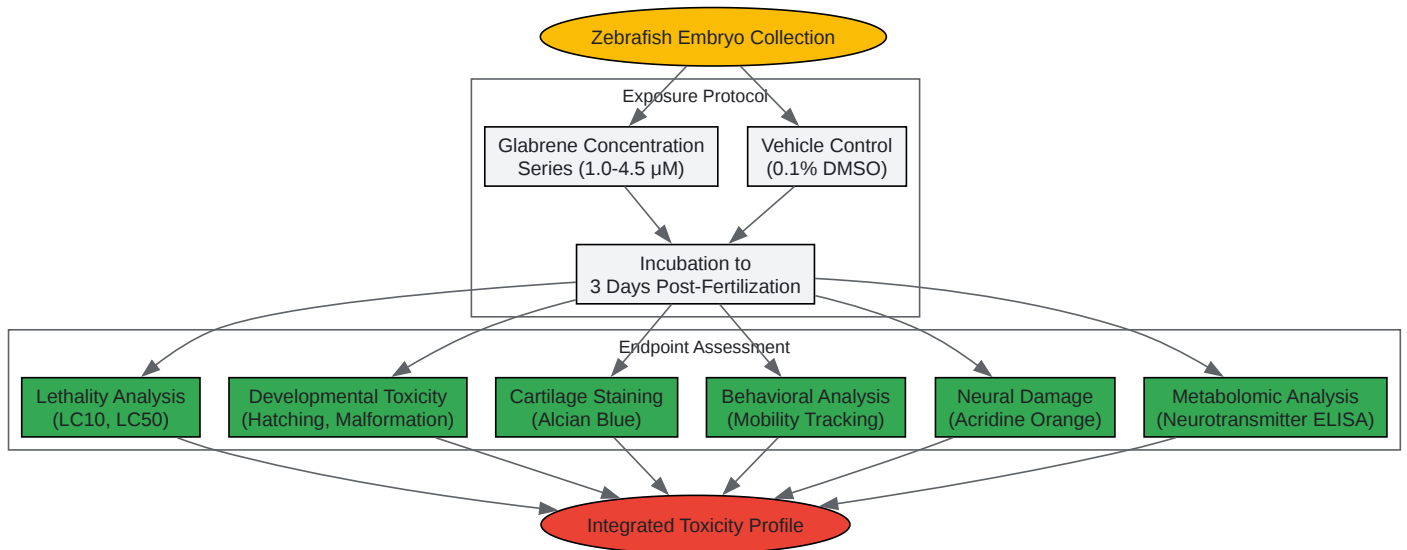 Zebrafish Embryo Collection
Exposure Protocol
Glabrene Concentration
Series (1.0-4.5 μM)
Vehicle Control
(0.1% DMSO)
Incubation to
3 Days Post-Fertilization
Endpoint Assessment
Lethality Analysis
(LC10, LC50)
Developmental Toxicity
(Hatching, Malformation)
Cartilage Staining
(Alcian Blue)
Behavioral Analysis
(Mobility Tracking)
Neural Damage
(Acridine Orange)
Metabolomic Analysis
(Neurotransmitter ELISA)
Integrated Toxicity Profile